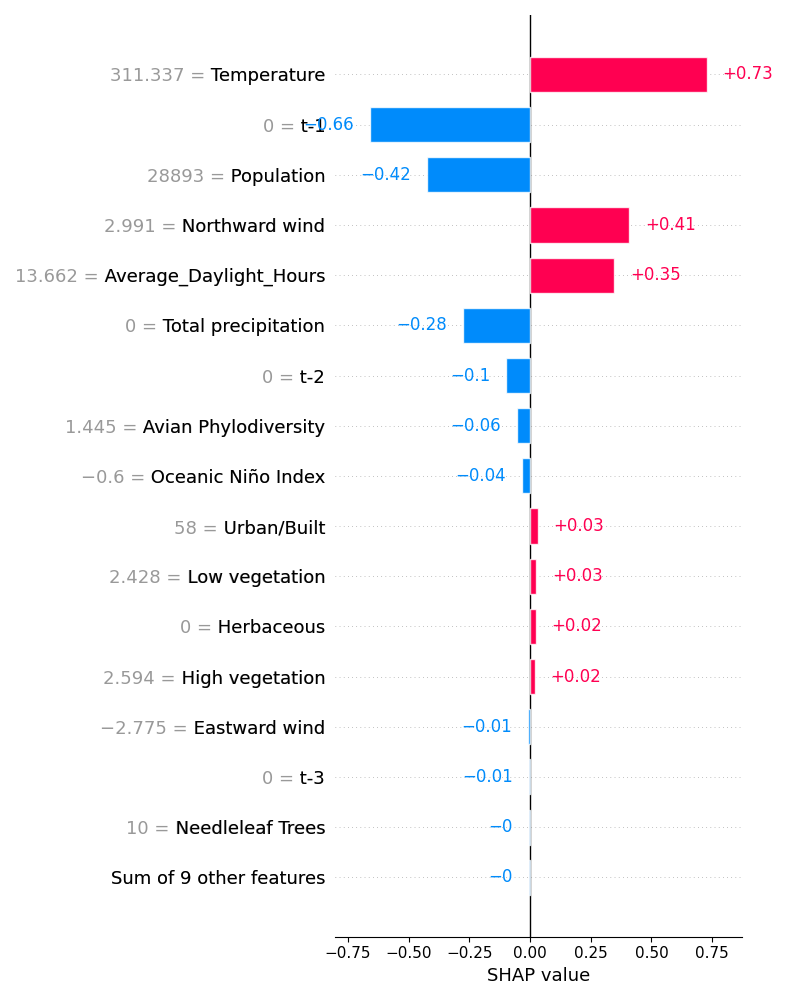 311.337 = Temperature +0.73
0 = t-1 −0.66
28893 = Population −0.42
2.991 = Northward wind +0.41
13.662 = Average_Daylight_Hours +0.35
0 = Total precipitation −0.28
0 = t-2 −0.1
1.445 = Avian Phylodiversity −0.06
−0.6 = Oceanic Niño Index −0.04
58 = Urban/Built +0.03
2.428 = Low vegetation +0.03
0 = Herbaceous +0.02
2.594 = High vegetation +0.02
−2.775 = Eastward wind −0.01
0 = t-3 −0.01
10 = Needleleaf Trees −0
Sum of 9 other features −0
−0.75 −0.50 −0.25 0.00 0.25 0.50 0.75
SHAP value